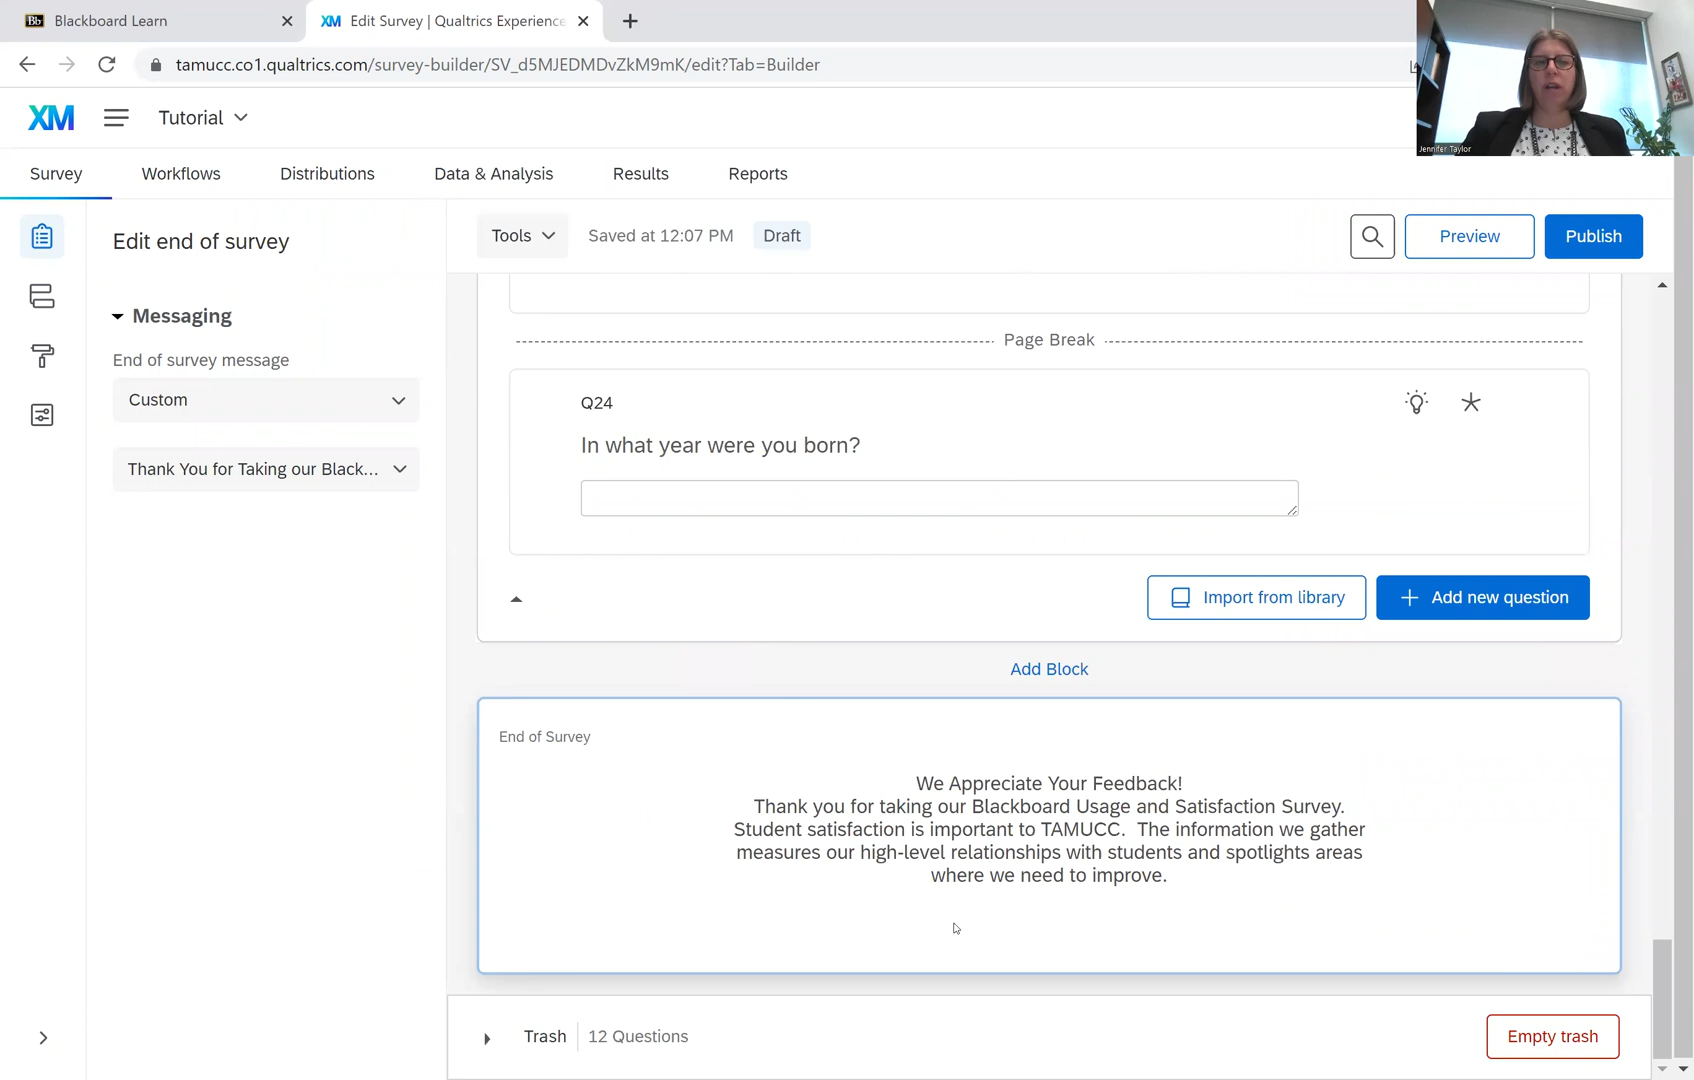 Blackboard Learn
Edit Survey | Qualtrics Experience
tamucc.co1.qualtrics.com/survey-builder/SV_d5MJEDMDvZkM9mK/edit?Tab=Builder
Jennifer Taylor
XM
Tutorial
Survey
Workflows
Distributions
Data & Analysis
Results
Reports
Edit end of survey
Tools
Saved at 12:07 PM
Draft
Preview
Publish
Messaging
End of survey message
Custom
Thank You for Taking our Black...
Page Break
Q24
In what year were you born?
Import from library
Add new question
Add Block
End of Survey
We Appreciate Your Feedback!
Thank you for taking our Blackboard Usage and Satisfaction Survey.
Student satisfaction is important to TAMUCC.  The information we gather
measures our high-level relationships with students and spotlights areas
where we need to improve.
Trash
12 Questions
Empty trash